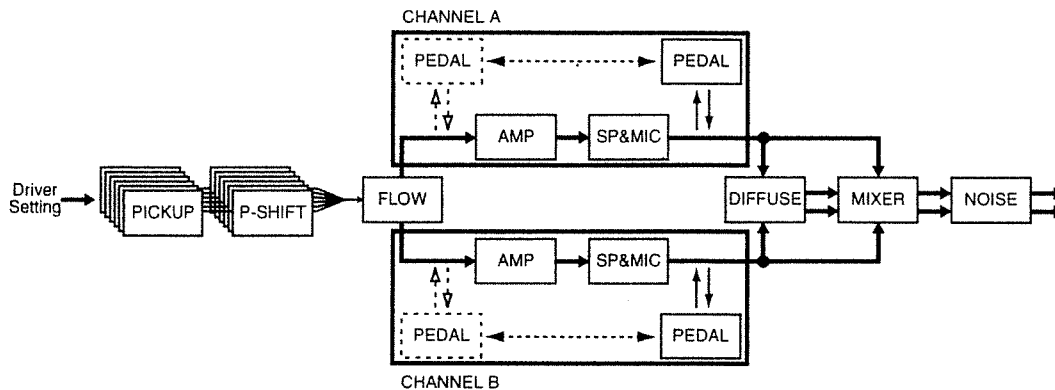 CHANNEL A
PEDAL
PEDAL
AMP
SP&MIC
Driver
Setting
PICKUP
P-SHIFT
FLOW
DIFFUSE
MIXER
NOISE
AMP
SP&MIC
PEDAL
PEDAL
CHANNEL B